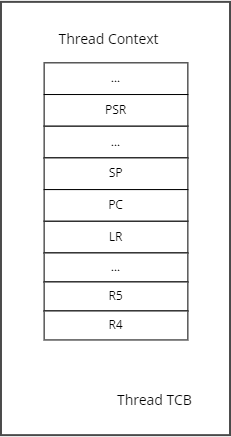 Thread Context
...
PSR
...
SP
PC
LR
...
R5
R4
Thread TCB